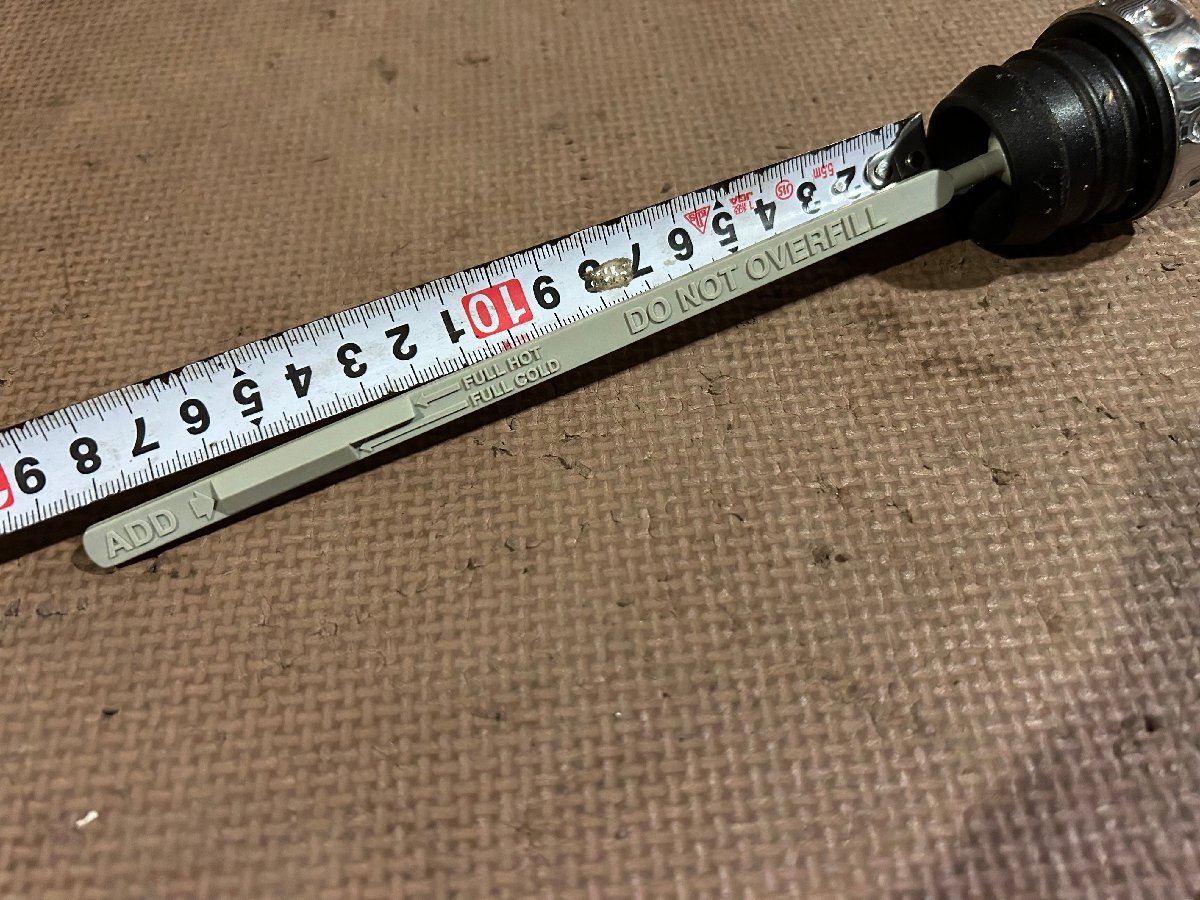 DO NOT OVERFILL
FULL HOT
FULL COLD
ADD
2 3 4 5 6 7 8 9 10 1 2 3 4 5 6 7 8 9
5.5m
JIS
JGA